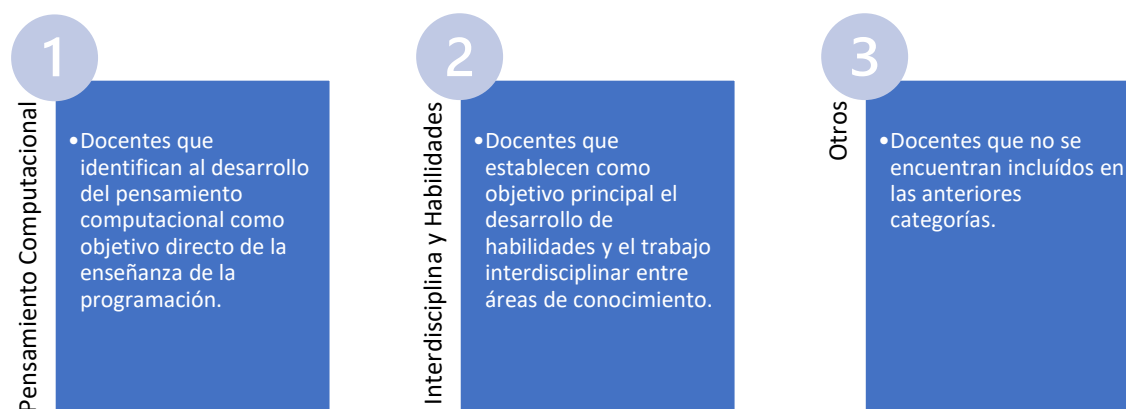 1
Pensamiento Computacional
•Docentes que
identifican al desarrollo
del pensamiento
computacional como
objetivo directo de la
enseñanza de la
programación.
2
Interdisciplina y Habilidades
•Docentes que
establecen como
objetivo principal el
desarrollo de
habilidades y el trabajo
interdisciplinar entre
áreas de conocimiento.
3
Otros
•Docentes que no se
encuentran incluídos en
las anteriores
categorías.